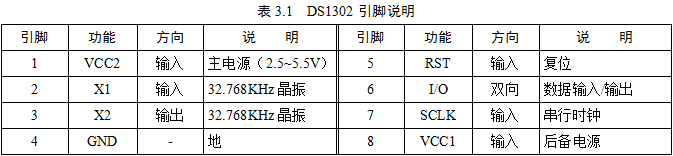 表 3.1 DS1302 引脚说明
引脚 功能 方向 说 明 引脚 功能 方向 说 明
1 VCC2 输入 主电源（2.5~5.5V） 5 RST 输入 复位
2 X1 输入 32.768KHz 晶振 6 I/O 双向 数据输入/输出
3 X2 输出 32.768KHz 晶振 7 SCLK 输入 串行时钟
4 GND - 地 8 VCC1 输入 后备电源